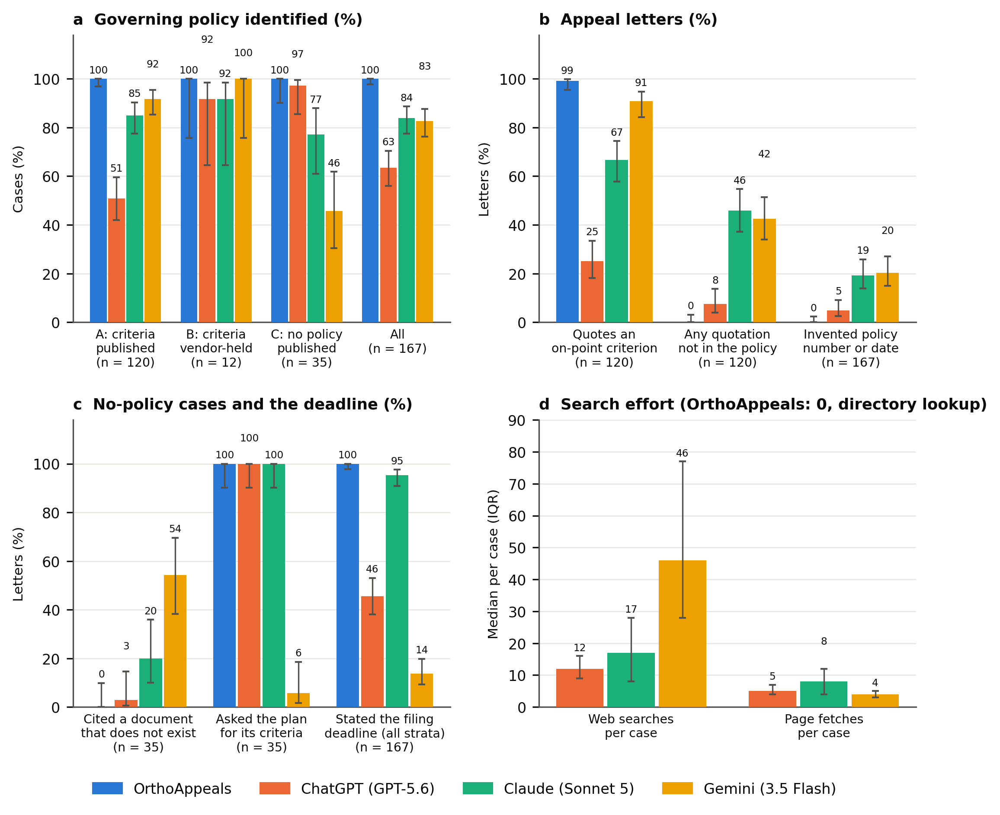 a  Governing policy identified (%)
Cases (%)
100
80
60
40
20
0
100
51
85
92
100
92
92
100
100
97
77
46
100
63
84
83
A: criteria
published
(n = 120)
B: criteria
vendor-held
(n = 12)
C: no policy
published
(n = 35)
All
(n = 167)
b  Appeal letters (%)
Letters (%)
100
80
60
40
20
0
99
25
67
91
0
8
46
42
0
5
19
20
Quotes an
on-point criterion
(n = 120)
Any quotation
not in the policy
(n = 120)
Invented policy
number or date
(n = 167)
c  No-policy cases and the deadline (%)
Letters (%)
100
80
60
40
20
0
0
3
20
54
100
100
100
6
100
46
95
14
Cited a document
that does not exist
(n = 35)
Asked the plan
for its criteria
(n = 35)
Stated the filing
deadline (all strata)
(n = 167)
d  Search effort (OrthoAppeals: 0, directory lookup)
Median per case (IQR)
90
80
70
60
50
40
30
20
10
0
12
17
46
5
8
4
Web searches
per case
Page fetches
per case
OrthoAppeals
ChatGPT (GPT-5.6)
Claude (Sonnet 5)
Gemini (3.5 Flash)